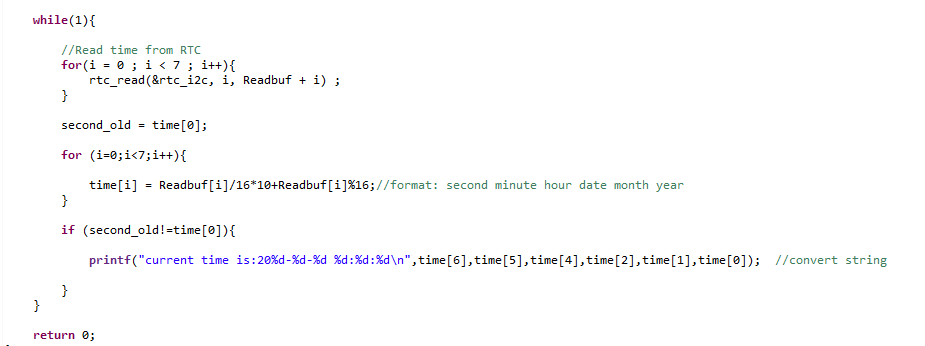 while(1){
//Read time from RTC
for(i = 0 ; i < 7 ; i++){
rtc_read(&rtc_i2c, i, Readbuf + i) ;
}
second_old = time[0];
for (i=0;i<7;i++){
time[i] = Readbuf[i]/16*10+Readbuf[i]%16;//format: second minute hour date month year
}
if (second_old!=time[0]){
printf("current time is:20%d-%d-%d %d:%d:%d\n",time[6],time[5],time[4],time[2],time[1],time[0]);  //convert string
}
}
return 0;